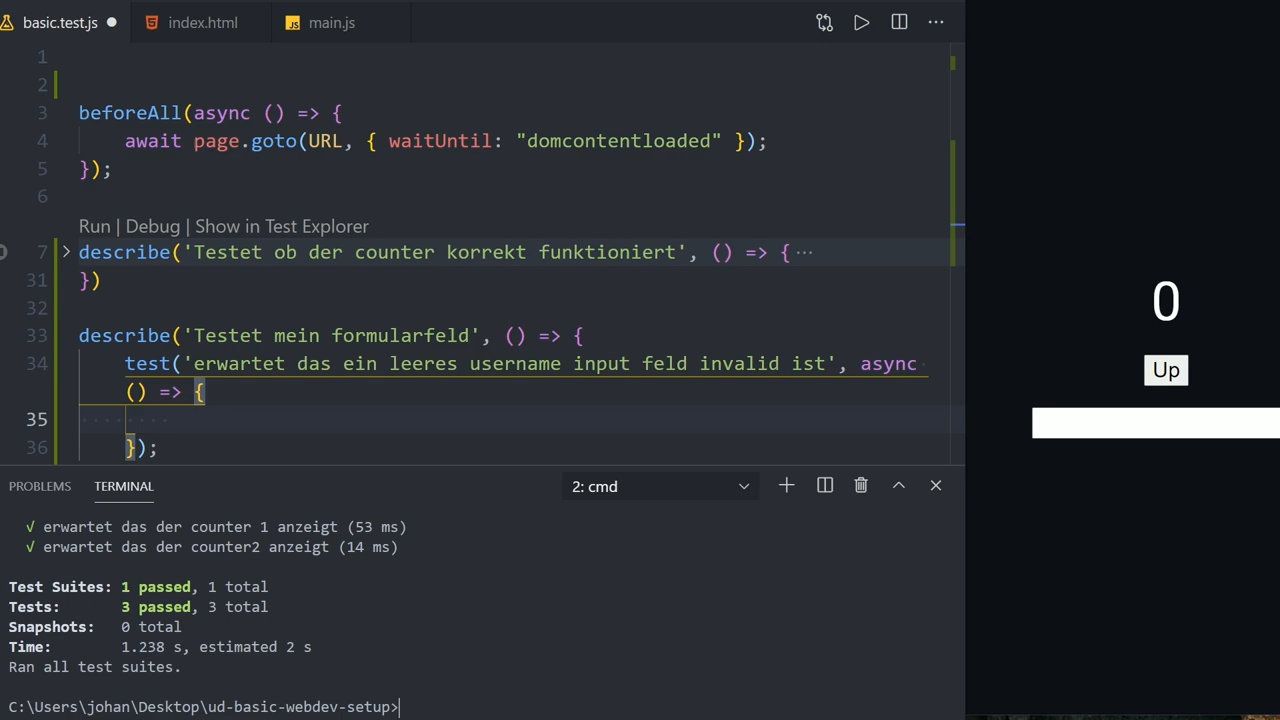 basic.test.js index.html JS main.js
1
2
3 beforeAll(async () => {
4 await page.goto(URL, { waitUntil: "domcontentloaded" });
5 });
6
Run | Debug | Show in Test Explorer
7 describe('Testet ob der counter korrekt funktioniert', () => {···
31 })
32
33 describe('Testet mein formularfeld', () => {
34 test('erwartet das ein leeres username input feld invalid ist', async
() => {
35
36 });
PROBLEMS TERMINAL 2: cmd
√ erwartet das der counter 1 anzeigt (53 ms)
√ erwartet das der counter2 anzeigt (14 ms)
Test Suites: 1 passed, 1 total
Tests: 3 passed, 3 total
Snapshots: 0 total
Time: 1.238 s, estimated 2 s
Ran all test suites.
C:\Users\johan\Desktop\ud-basic-webdev-setup>
0
Up